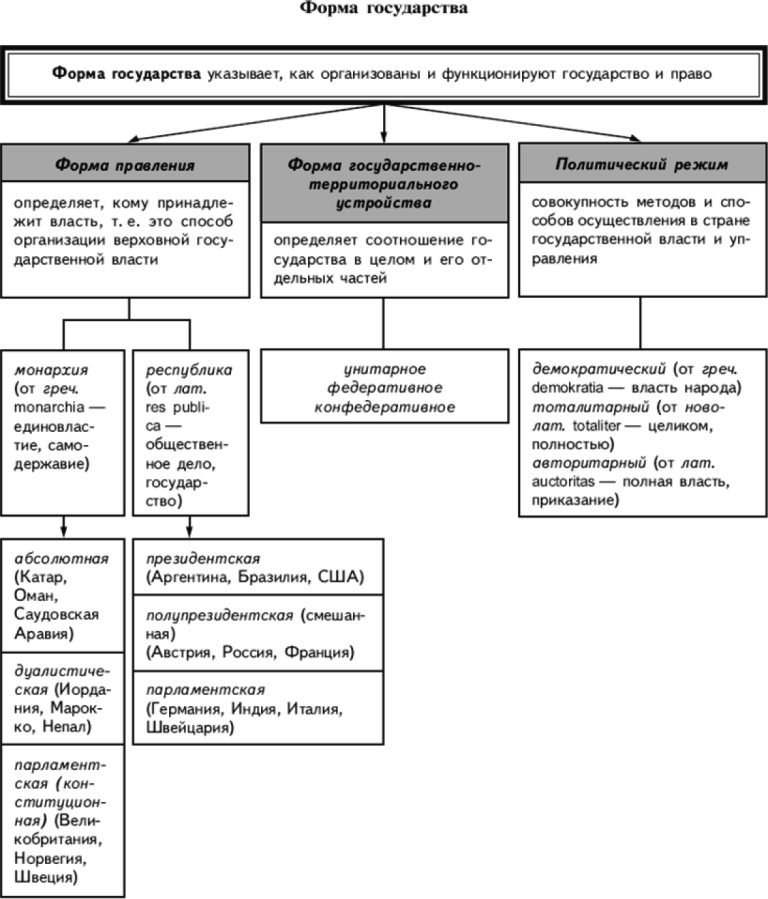 Форма государства
Форма государства указывает, как организованы и функционируют государство и право
Форма правления
определяет, кому принадле-
жит власть, т. е. это способ
организации верховной госу-
дарственной власти
Форма государственно-
территориального
устройства
определяет соотношение го-
сударства в целом и его от-
дельных частей
Политический режим
совокупность методов и спо-
собов осуществления в стране
государственной власти и уп-
равления
монархия
(от греч.
monarchia —
единовлас-
тие, само-
державие)
республика
(от лат.
res publi-
ca —
обществен-
ное дело,
государ-
ство)
унитарное
федеративное
конфедеративное
демократический (от греч.
demokratia — власть народа)
тоталитарный (от ново-
лат. totaliter — целиком,
полностью)
авторитарный (от лат.
auctoritas — полная власть,
приказание)
абсолютная
(Катар,
Оман,
Саудовская
Аравия)
дуалистиче-
ская (Иорда-
ния, Марок-
ко, Непал)
парламент-
ская (кон-
ституцион-
ная) (Вели-
кобритания,
Норвегия,
Швеция)
президентская
(Аргентина, Бразилия, США)
полупрезидентская (смешан-
ная)
(Австрия, Россия, Франция)
парламентская
(Германия, Индия, Италия,
Швейцария)